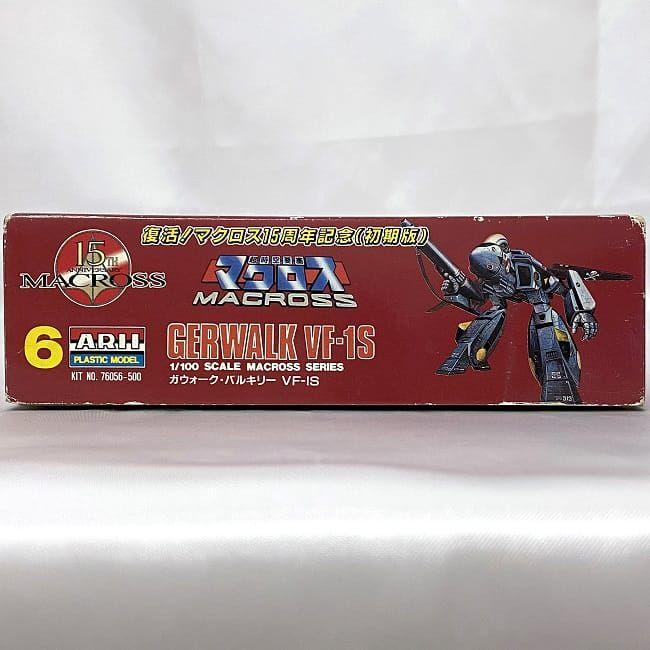 復活!マクロス15周年記念(初期版)
15TH
ANNIVERSARY
MACROSS
超時空要塞
マクロス
MACROSS
6
ARII
PLASTIC MODEL
KIT NO. 76056-500
GERWALK VF-1S
1/100 SCALE MACROSS SERIES
ガウォーク・バルキリー VF-1S